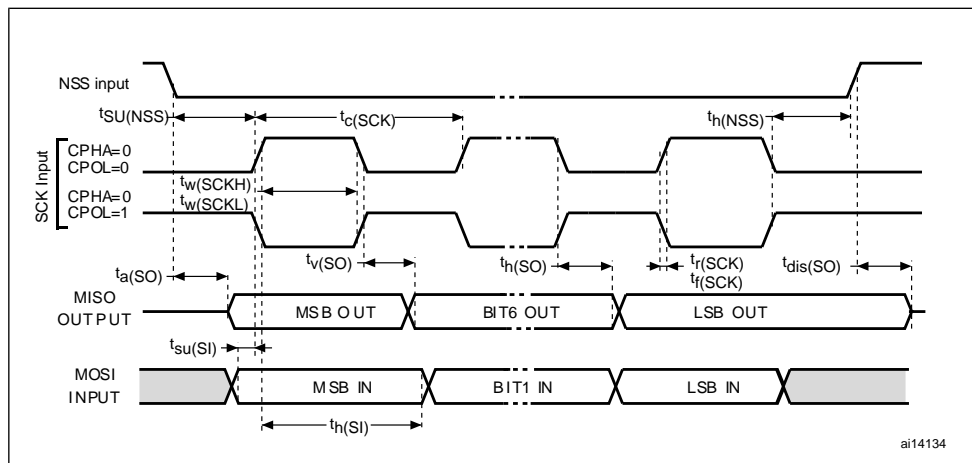 NSS input
tSU(NSS)
tc(SCK)
th(NSS)
SCK Input
CPHA=0
CPOL=0
tw(SCKH)
CPHA=0
CPOL=1
tw(SCKL)
tv(SO)
th(SO)
tr(SCK)
tf(SCK)
tdis(SO)
ta(SO)
MISO
OUTPUT
MSB OUT
BIT6 OUT
LSB OUT
tsu(SI)
MOSI
INPUT
MSB IN
BIT1 IN
LSB IN
th(SI)
ai14134